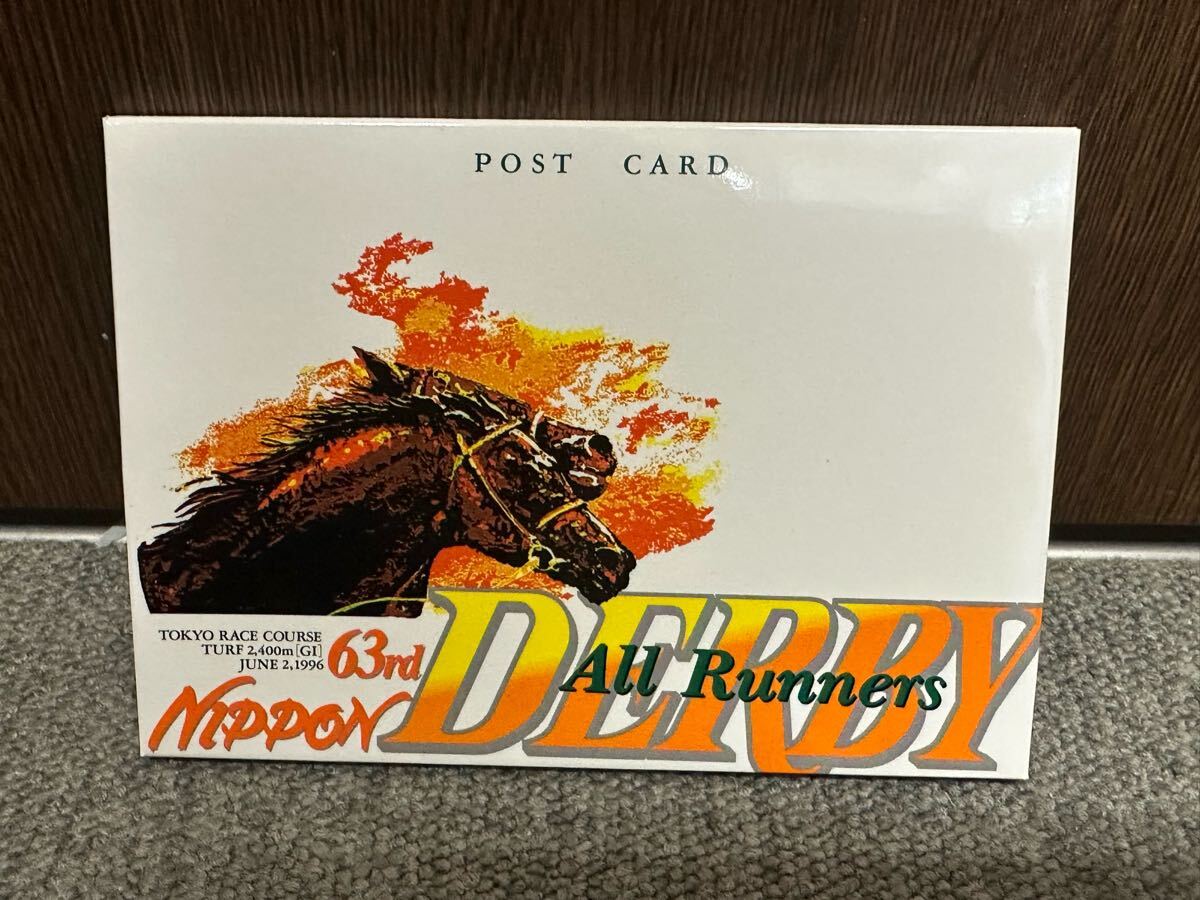 POST CARD
TOKYO RACE COURSE
TURF 2,400m[GI]
JUNE 2,1996
63rd
NIPPON
DERBY
All Runners